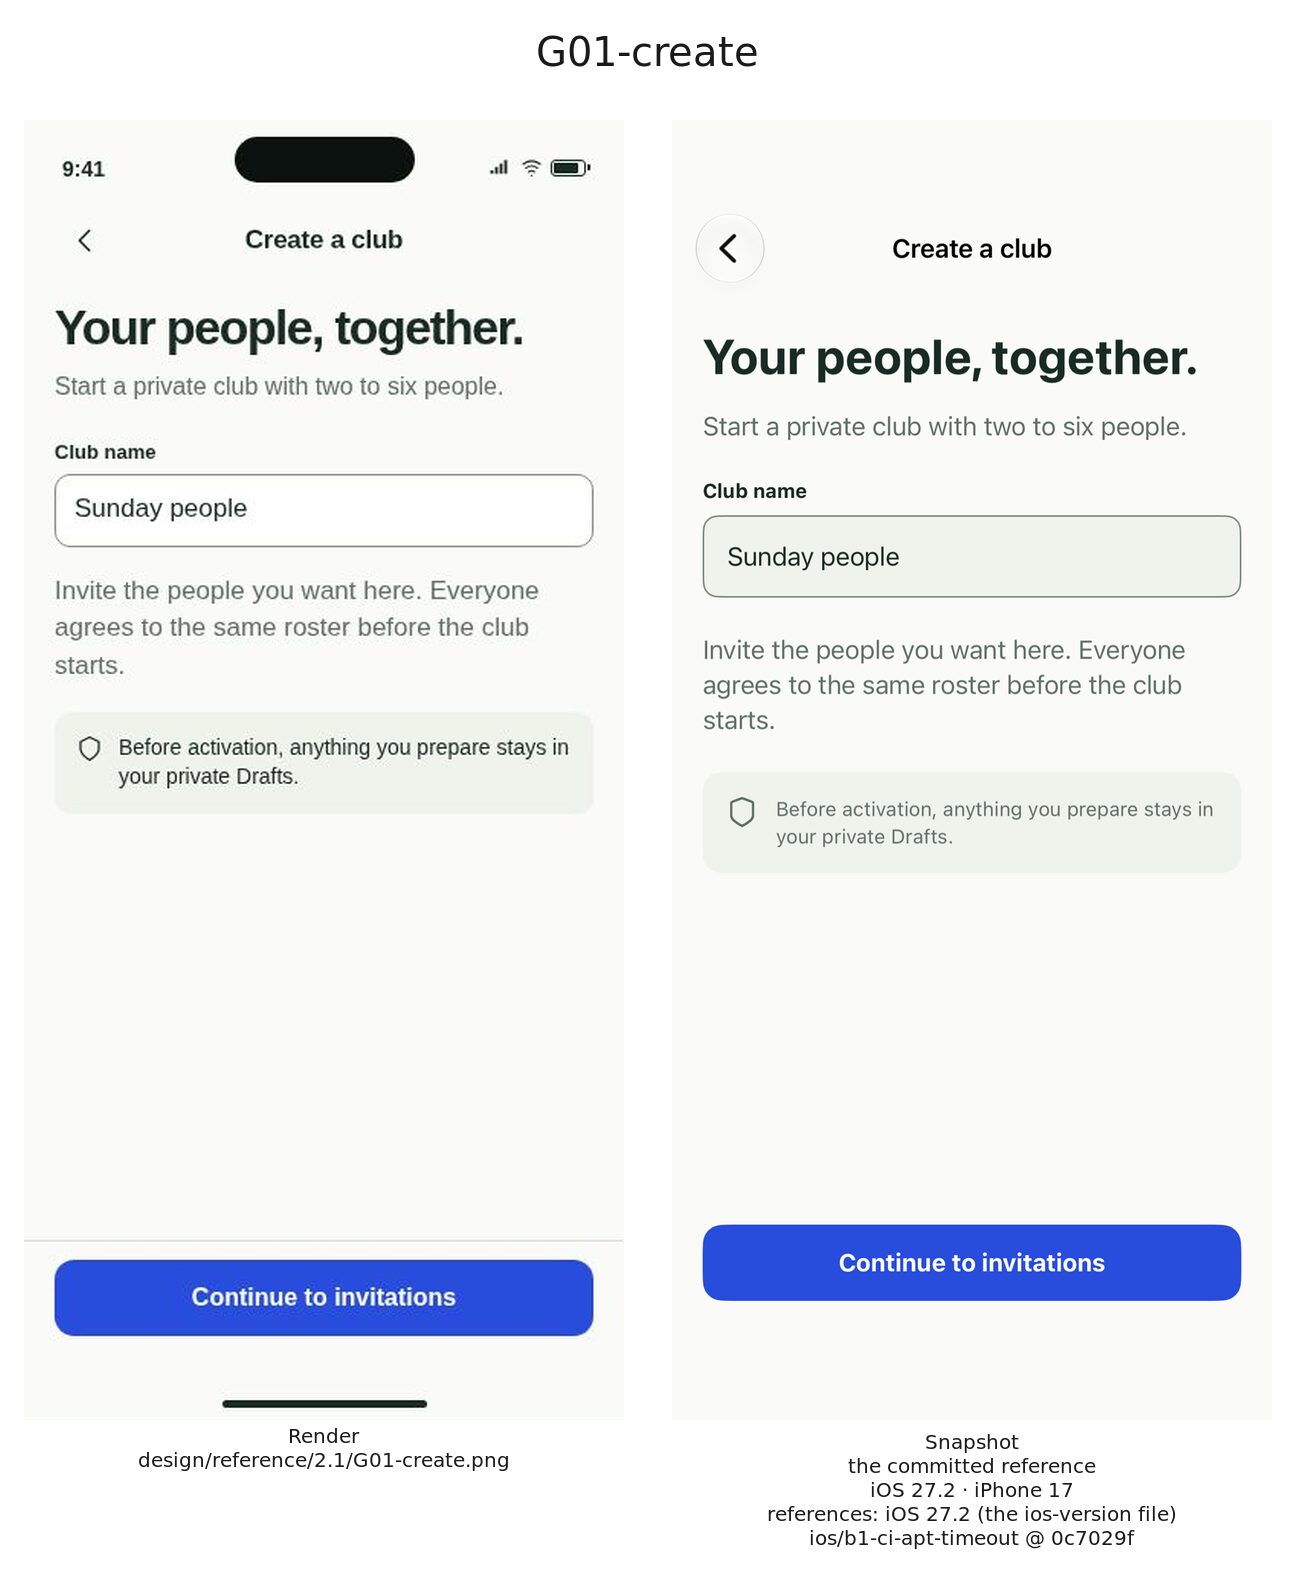 G01-create
9:41
Create a club
Your people, together.
Start a private club with two to six people.
Club name
Sunday people
Invite the people you want here. Everyone
agrees to the same roster before the club
starts.
Before activation, anything you prepare stays in
your private Drafts.
Continue to invitations
Render
design/reference/2.1/G01-create.png
Create a club
Your people, together.
Start a private club with two to six people.
Club name
Sunday people
Invite the people you want here. Everyone
agrees to the same roster before the club
starts.
Before activation, anything you prepare stays in
your private Drafts.
Continue to invitations
Snapshot
the committed reference
iOS 27.2 · iPhone 17
references: iOS 27.2 (the ios-version file)
ios/b1-ci-apt-timeout @ 0c7029f